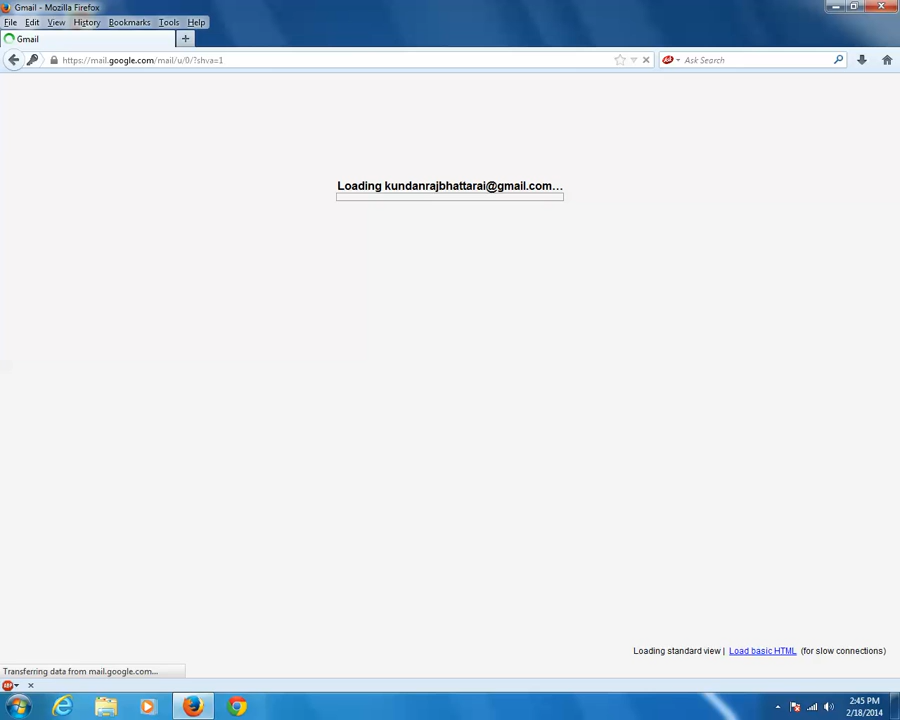 Gmail - Mozilla Firefox
File Edit View History Bookmarks Tools Help
Gmail
https://mail.google.com/mail/u/0/?shva=1
Ask Search
Loading kundanrajbhattarai@gmail.com...
Loading standard view | Load basic HTML (for slow connections)
Transferring data from mail.google.com...
ABP
2:45 PM
2/18/2014